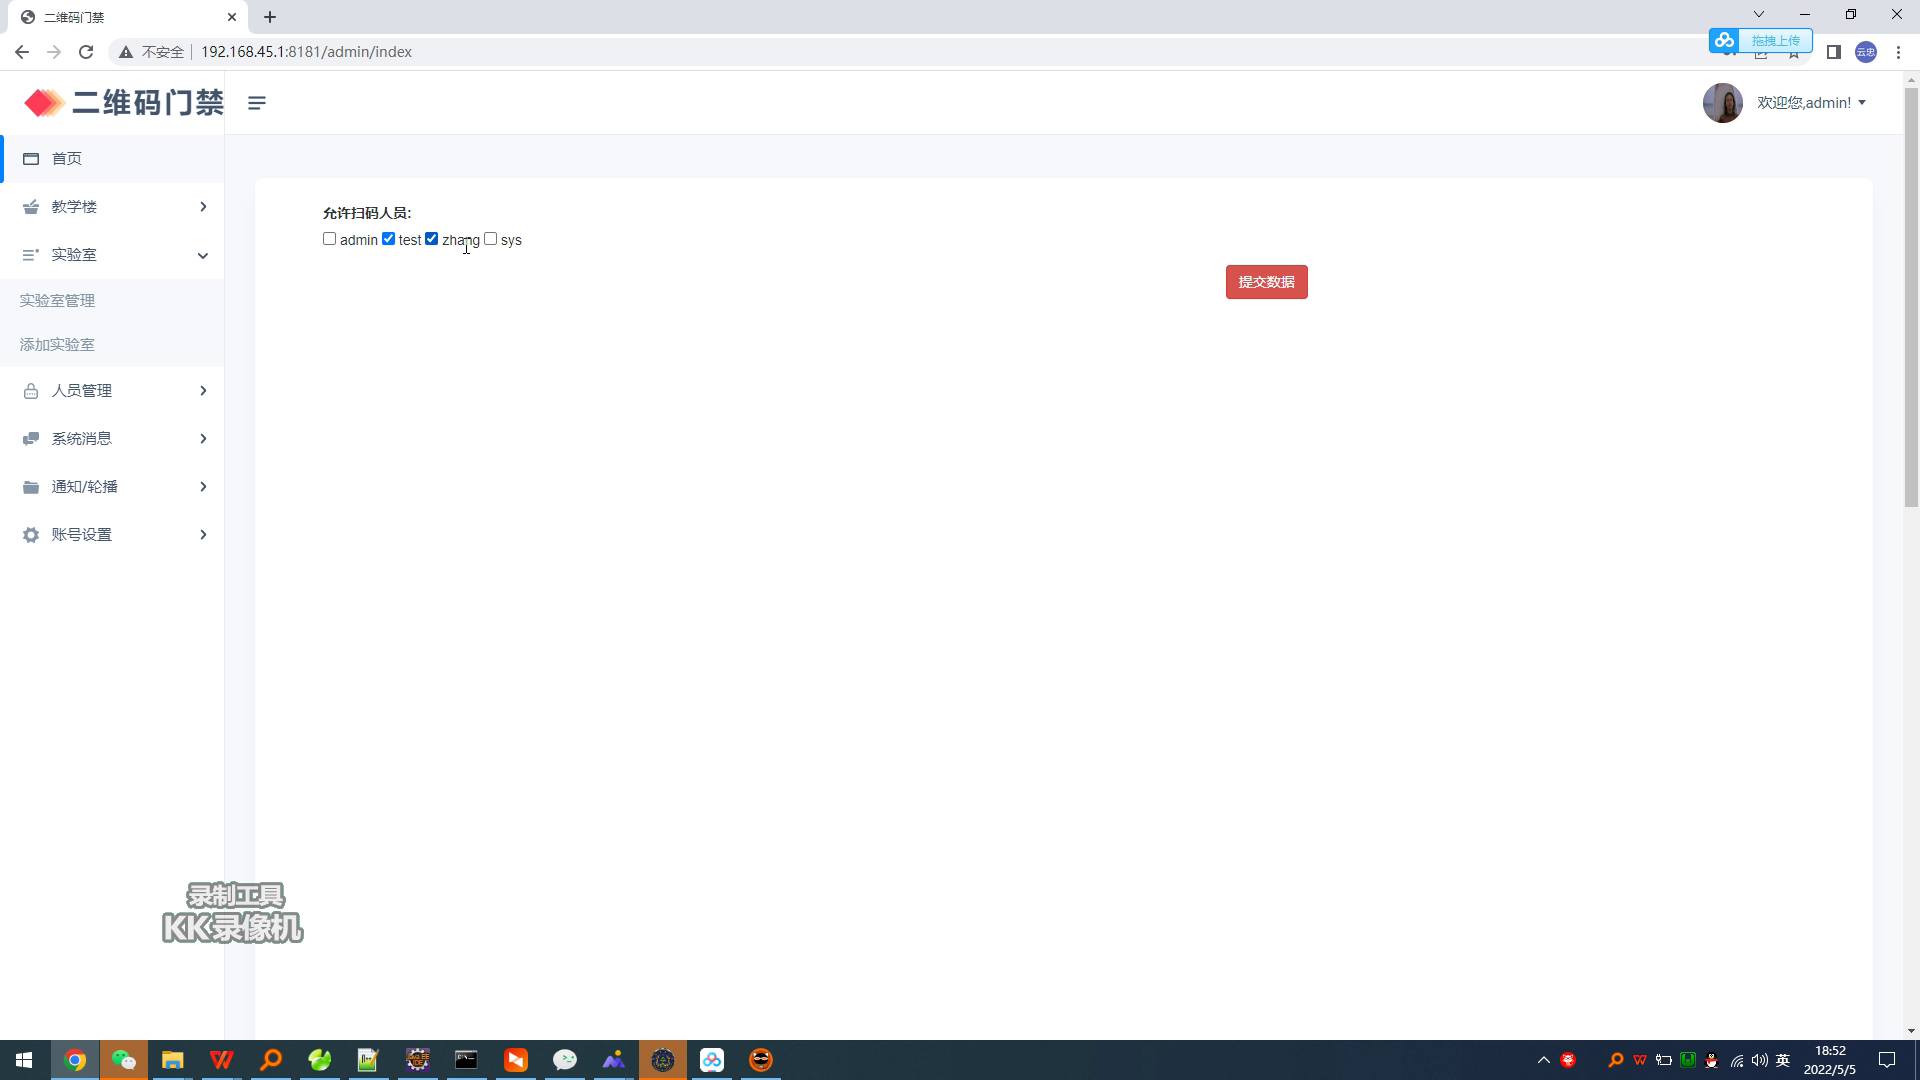 二维码门禁
拖拽上传
不安全
192.168.45.1:8181/admin/index
云忠
二维码门禁
欢迎您,admin!
首页
教学楼
实验室
实验室管理
添加实验室
人员管理
系统消息
通知/轮播
账号设置
允许扫码人员:
admin test zhang sys
提交数据
录制工具
KK录像机
英
18:52
2022/5/5